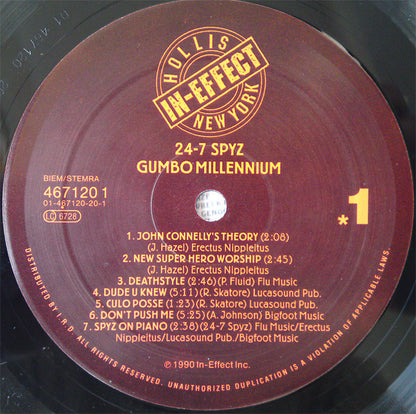 HOLLIS
IN-EFFECT
NEW YORK
24-7 SPYZ
GUMBO MILLENNIUM
BIEM/STEMRA
467120 1
01-467120-20-1
LC 6728
*1
1. JOHN CONNELLY'S THEORY (2:08)
(J. Hazel) Erectus Nippleitus
2. NEW SUPER HERO WORSHIP (2:45)
(J. Hazel) Erectus Nippleitus
3. DEATHSTYLE (2:46) (P. Fluid) Flu Music
4. DUDE U KNEW (5:11) (R. Skatore) Lucasound Pub.
5. CULO POSSE (1:23) (R. Skatore) Lucasound Pub.
6. DON'T PUSH ME (5:25) (A. Johnson) Bigfoot Music
7. SPYZ ON PIANO (2:38) (24-7 Spyz) Flu Music/Erectus
Nippleitus/Lucasound Pub./Bigfoot Music
℗ 1990 In-Effect Inc.
DISTRIBUTED BY I.R.D. ALL RIGHTS RESERVED. UNAUTHORIZED DUPLICATION IS A VIOLATION OF APPLICABLE LAWS.